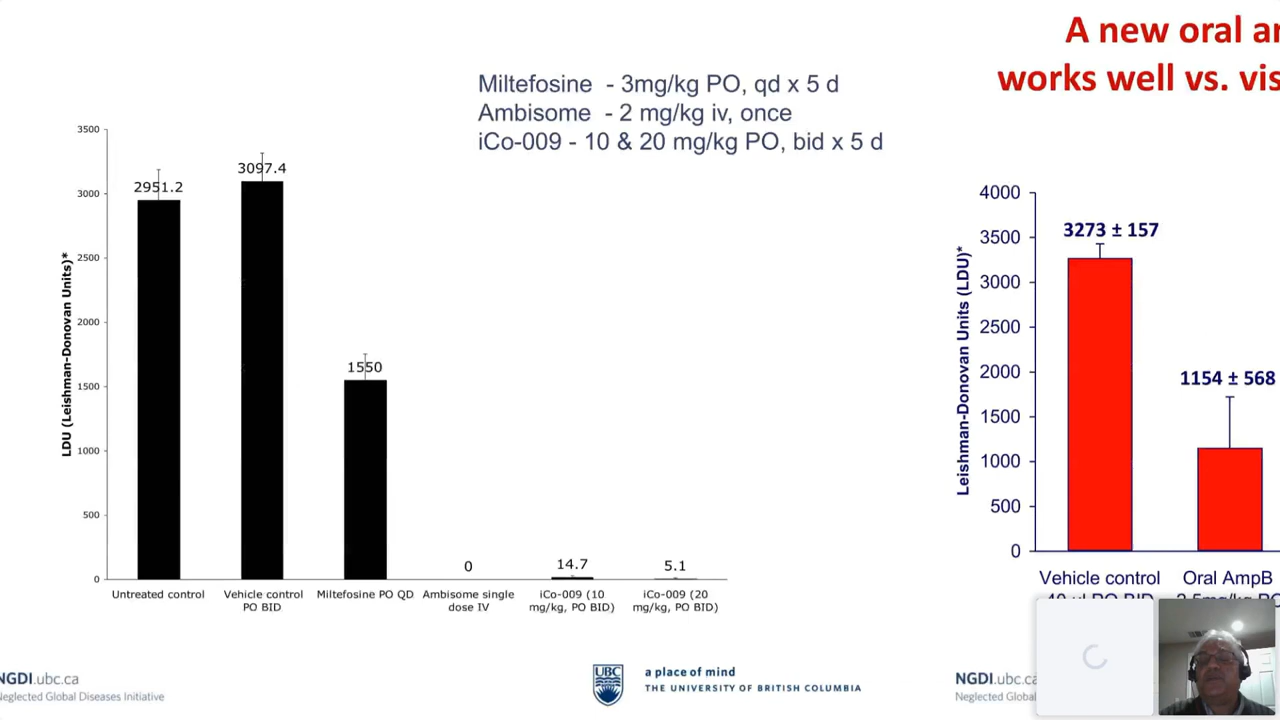 A new oral
works well vs.
Miltefosine - 3mg/kg PO, qd x 5 d
Ambisome - 2 mg/kg iv, once
iCo-009 - 10 & 20 mg/kg PO, bid x 5 d
LDU (Leishman-Donovan Units)*
3500
3000
2500
2000
1500
1000
500
0
2951.2
3097.4
1550
0
14.7
5.1
Untreated control
Vehicle control
PO BID
Miltefosine PO QD
Ambisome single
dose IV
iCo-009 (10
mg/kg, PO BID)
iCo-009 (20
mg/kg, PO BID)
Leishman-Donovan Units (LDU)*
4000
3500
3000
2500
2000
1500
1000
500
0
3273 ± 157
1154 ± 568
Vehicle control
Oral AmpB
NGDI.ubc.ca
Neglected Global Diseases Initiative
UBC
a place of mind
THE UNIVERSITY OF BRITISH COLUMBIA
NGDI.ubc.ca
Neglected Global